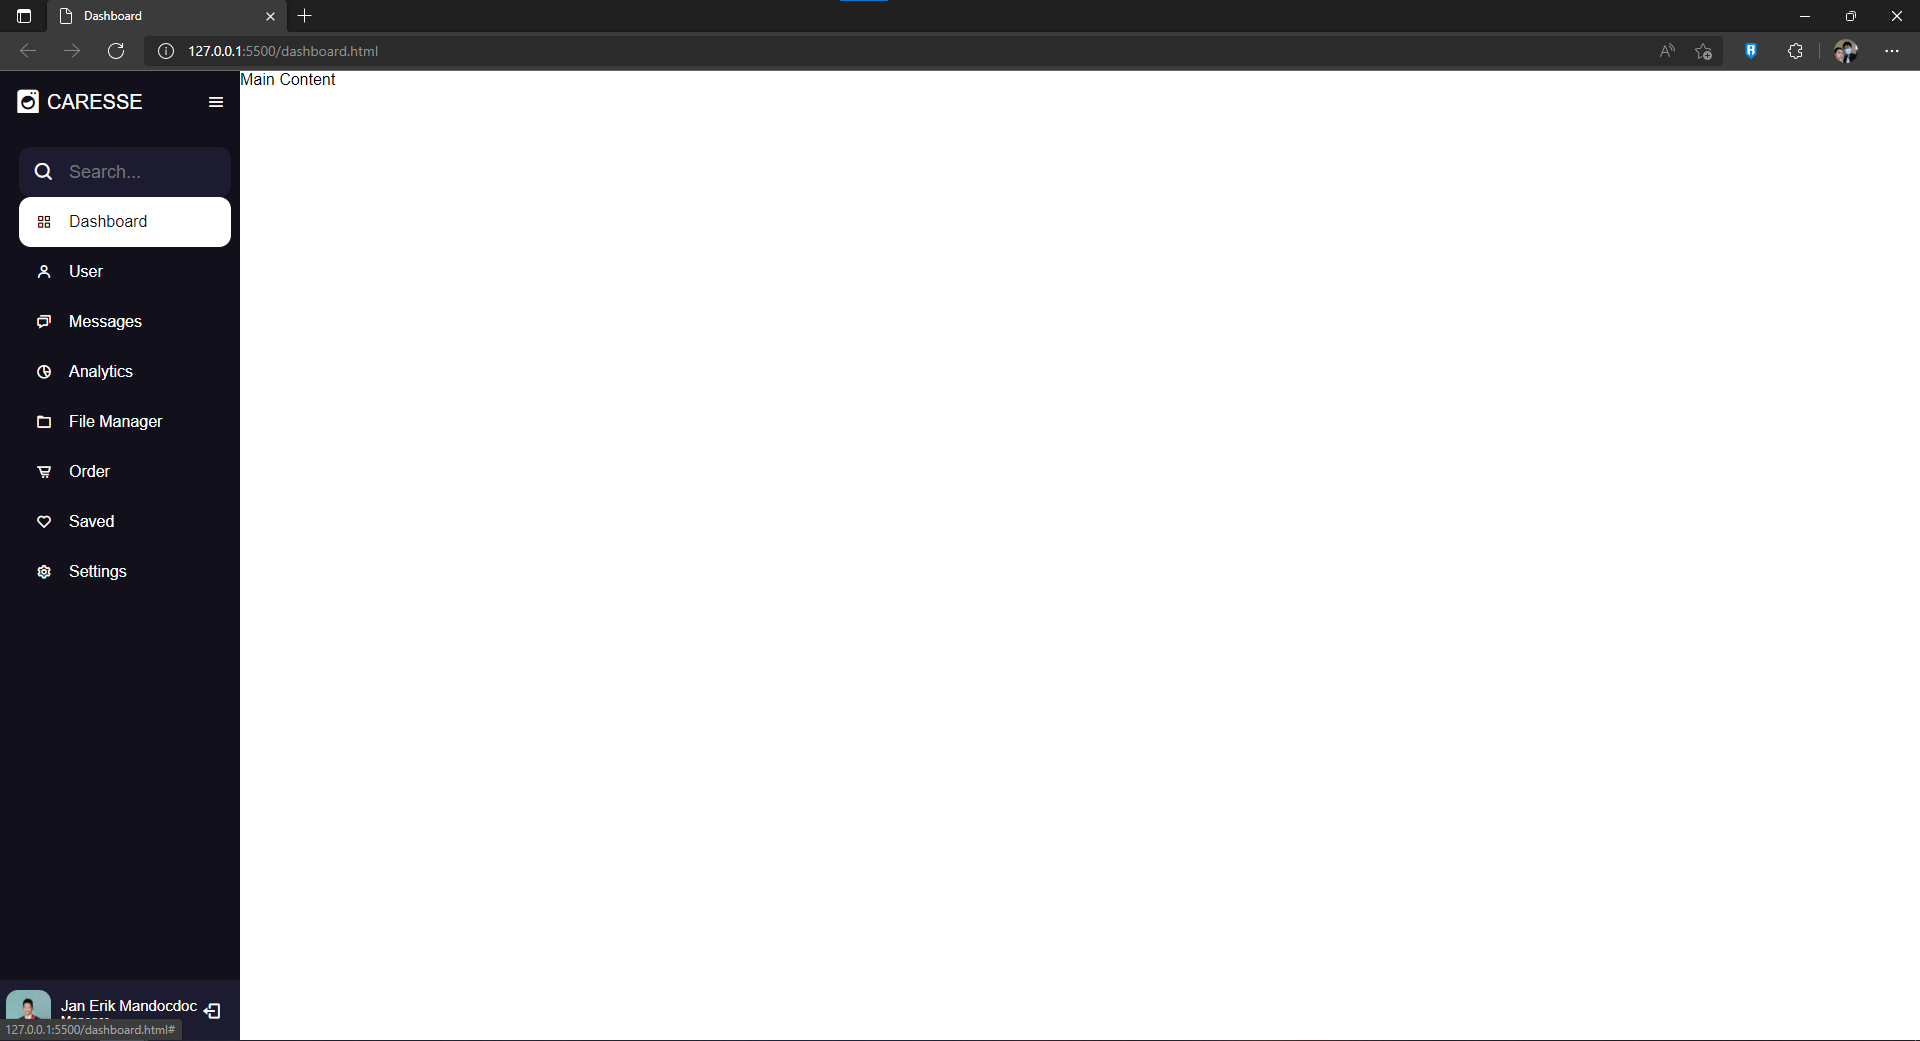 Dashboard
127.0.0.1:5500/dashboard.html
CARESSE
Main Content
Search...
Dashboard
User
Messages
Analytics
File Manager
Order
Saved
Settings
Jan Erik Mandocdoc
127.0.0.1:5500/dashboard.html#